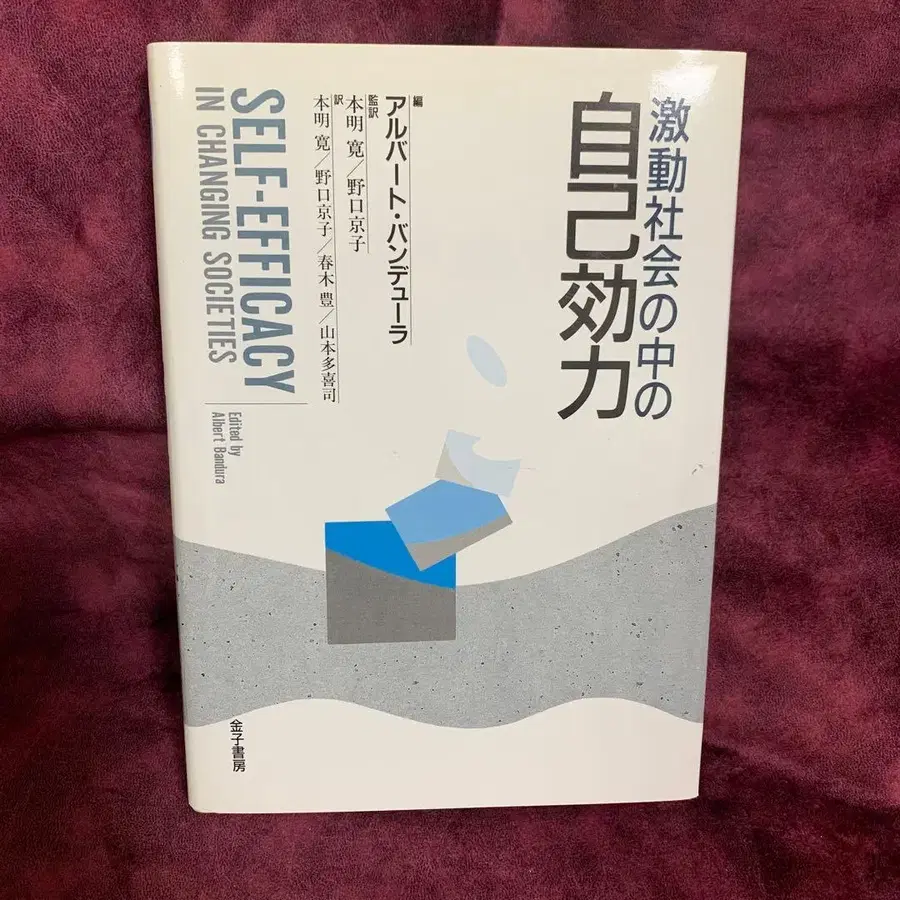 激動社会の中の
自己効力
編
アルバート・バンデューラ
監訳
本明 寛／野口京子
訳
本明 寛／野口京子／春木 豊／山本多喜司
SELF-EFFICACY
IN CHANGING SOCIETIES
Edited by
Albert Bandura
金子書房